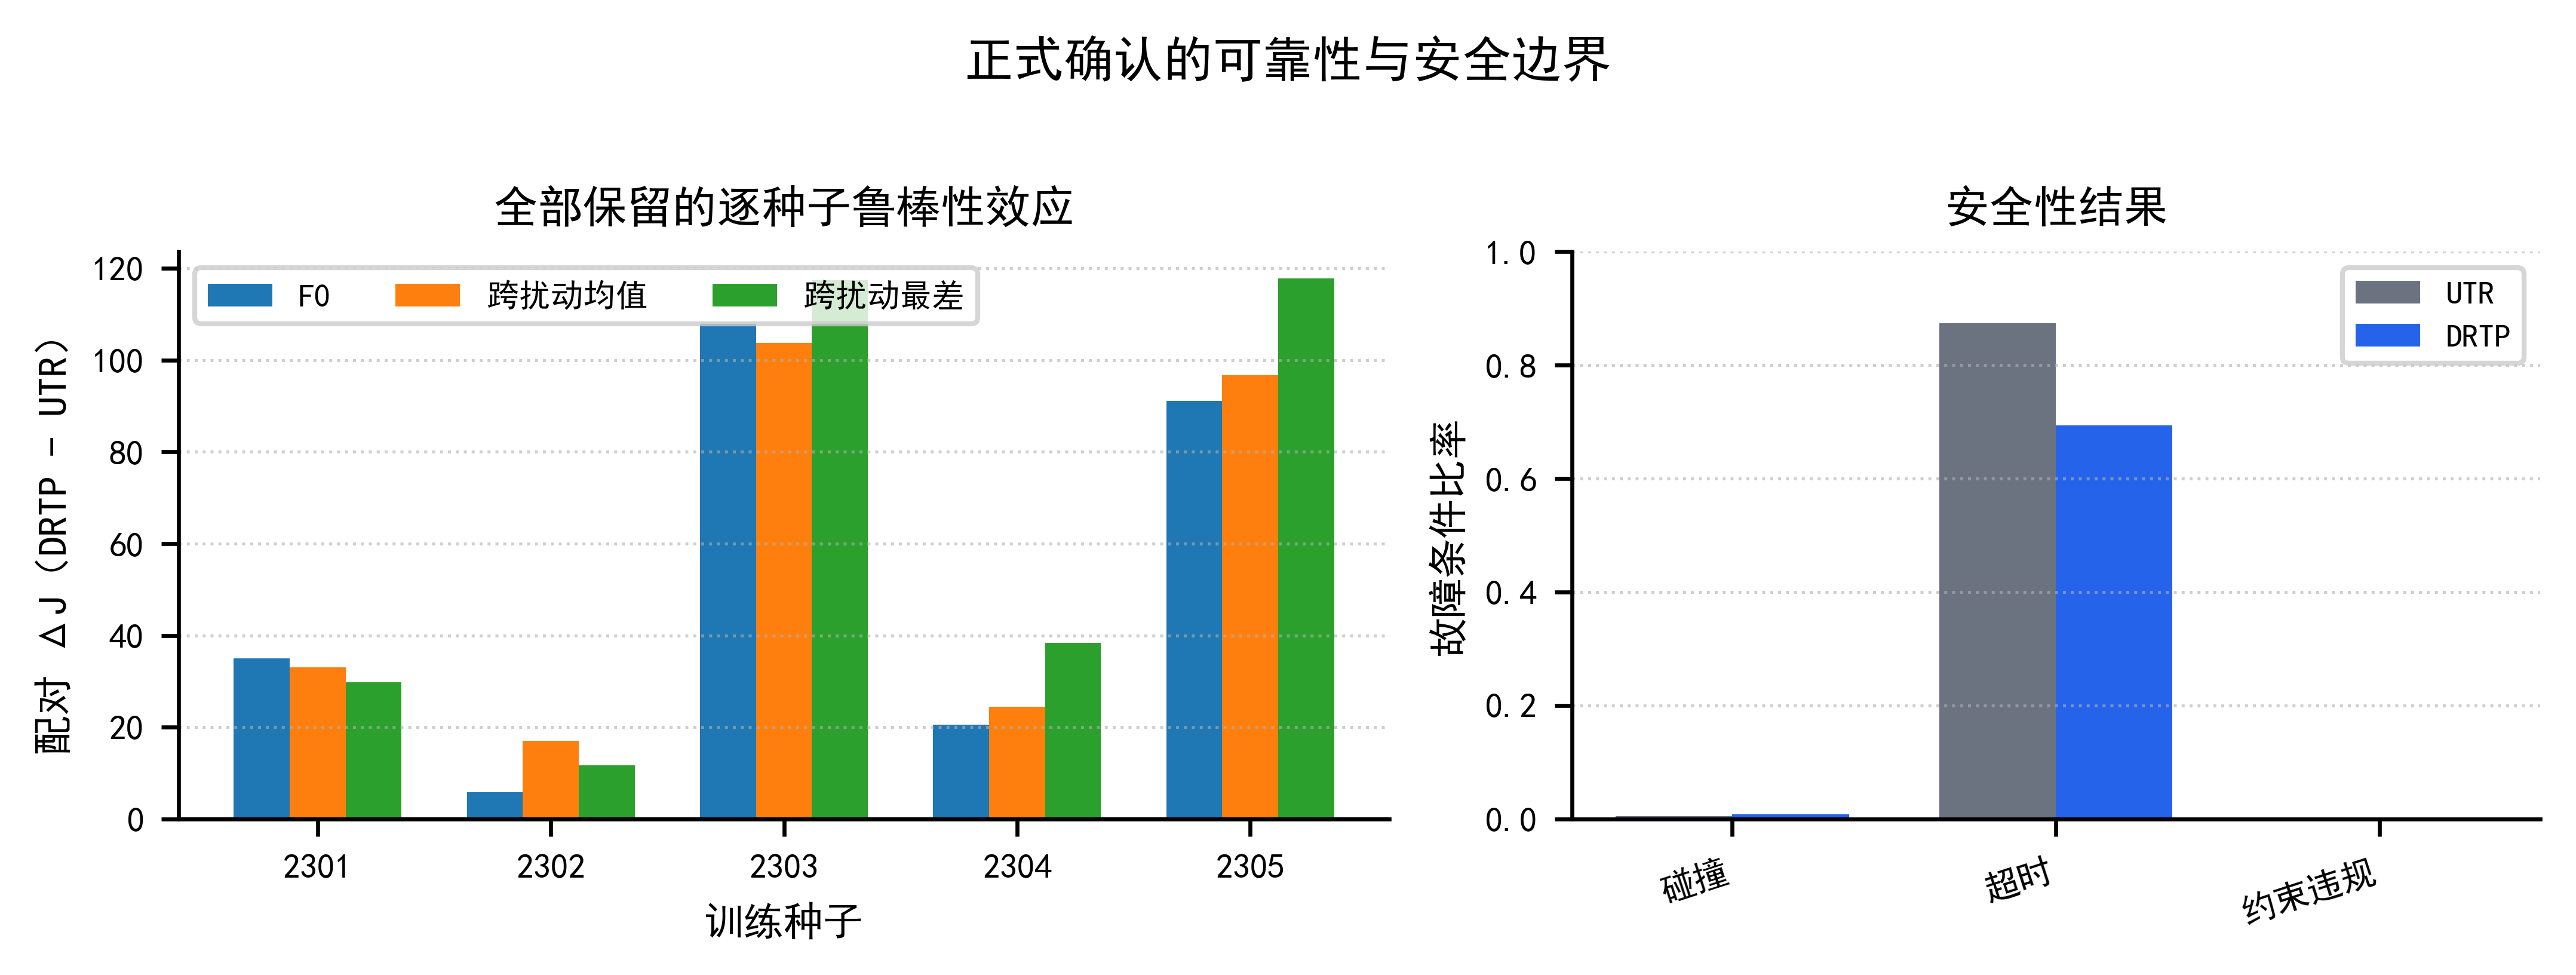 正式确认的可靠性与安全边界
全部保留的逐种子鲁棒性效应
配对 ΔJ (DRTP - UTR)
120
100
80
60
40
20
0
F0
跨扰动均值
跨扰动最差
2301
2302
2303
2304
2305
训练种子
安全性结果
故障条件比率
1.0
0.8
0.6
0.4
0.2
0.0
UTR
DRTP
碰撞
超时
约束违规